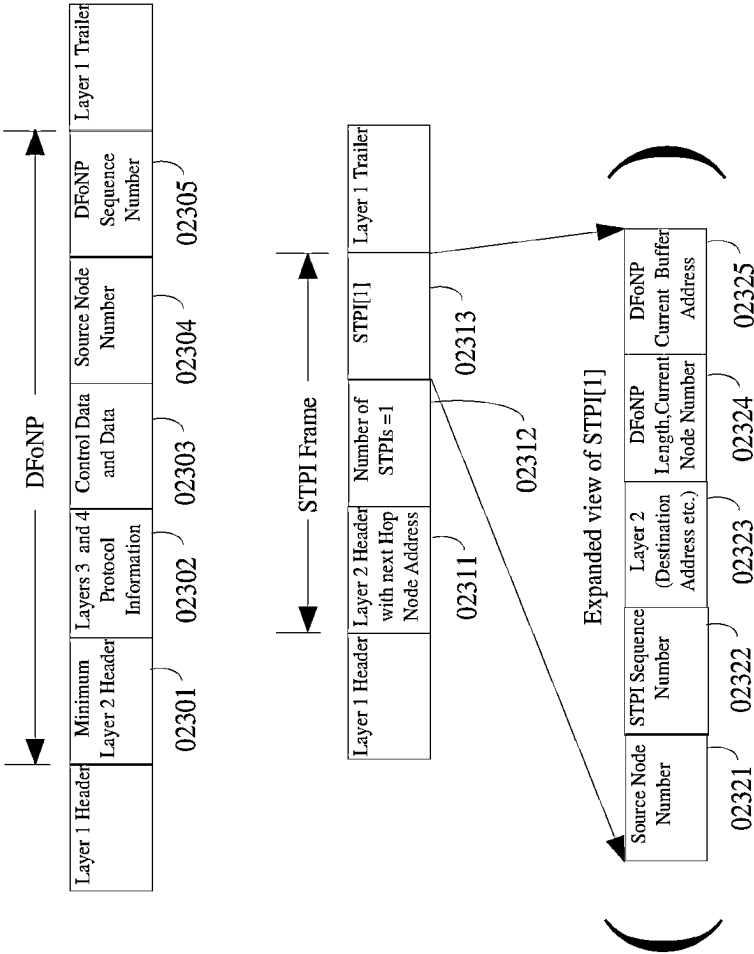 DFoNP
Layer 1 Header
Minimum
Layer 2 Header
Layers 3 and 4
Protocol
Information
Control Data
and Data
Source Node
Number
DFoNP
Sequence
Number
Layer 1 Trailer
02301
02302
02303
02304
02305
STPI Frame
Layer 1 Header
Layer 2 Header
with next Hop
Node Address
Number of
STPIs =1
STPI[1]
Layer 1 Trailer
02311
02312
02313
Expanded view of STPI[1]
(
Source Node
Number
STPI Sequence
Number
Layer 2
(Destination
Address etc.)
DFoNP
Length,Current
Node Number
DFoNP
Current Buffer
Address
)
02321
02322
02323
02324
02325